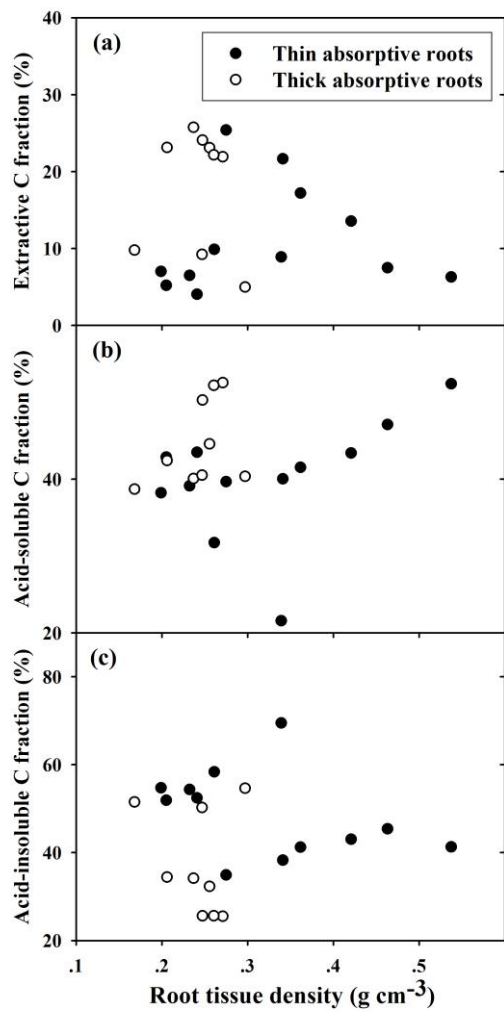 40
(a)
Thin absorptive roots
Thick absorptive roots
30
20
10
0
Extractive C fraction (%)
(b)
40
20
Acid-soluble C fraction (%)
(c)
80
60
40
20
Acid-insoluble C fraction (%)
.1 .2 .3 .4 .5
Root tissue density (g cm-3)